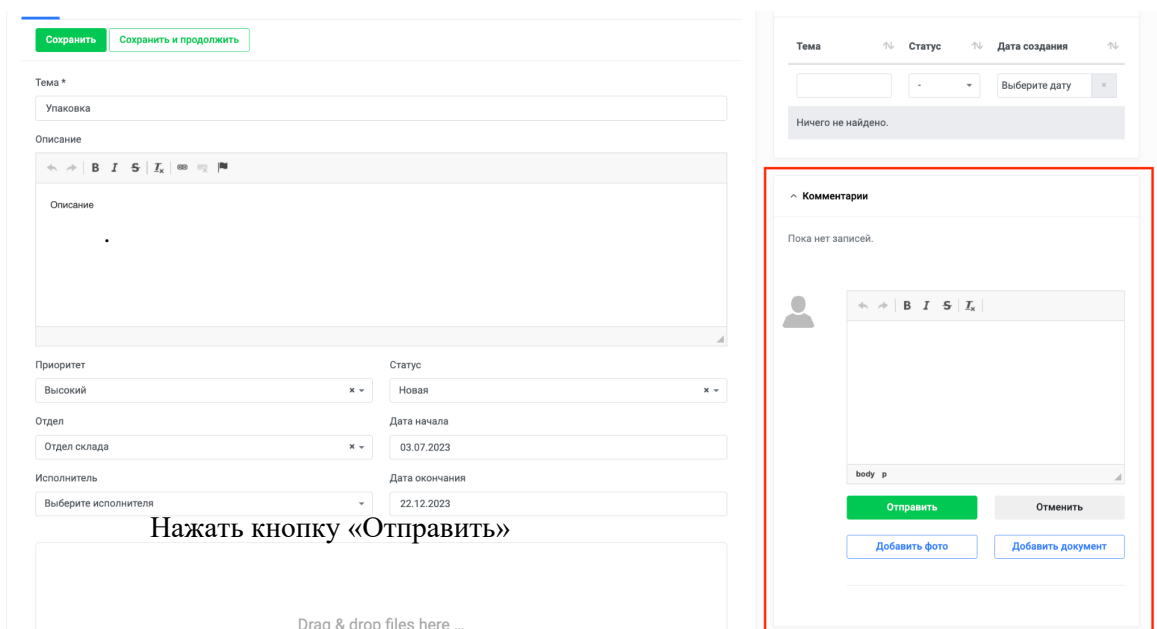 Сохранить
Сохранить и продолжить
Тема *
Упаковка
Описание
B I S Ix
Описание
Приоритет
Статус
Высокий
Новая
Отдел
Дата начала
Отдел склада
03.07.2023
Исполнитель
Дата окончания
Выберите исполнителя
22.12.2023
Нажать кнопку «Отправить»
Drag & drop files here ...
Тема
Статус
Дата создания
-
Выберите дату
×
Ничего не найдено.
Комментарии
Пока нет записей.
B I S Ix
body p
Отправить
Отменить
Добавить фото
Добавить документ